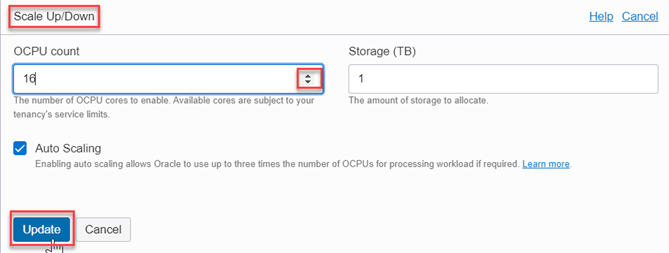 Scale Up/Down
Help Cancel
OCPU count
Storage (TB)
16
1
The number of OCPU cores to enable. Available cores are subject to your
tenancy's service limits.
The amount of storage to allocate.
Auto Scaling
Enabling auto scaling allows Oracle to use up to three times the number of OCPUs for processing workload if required. Learn more.
Update
Cancel